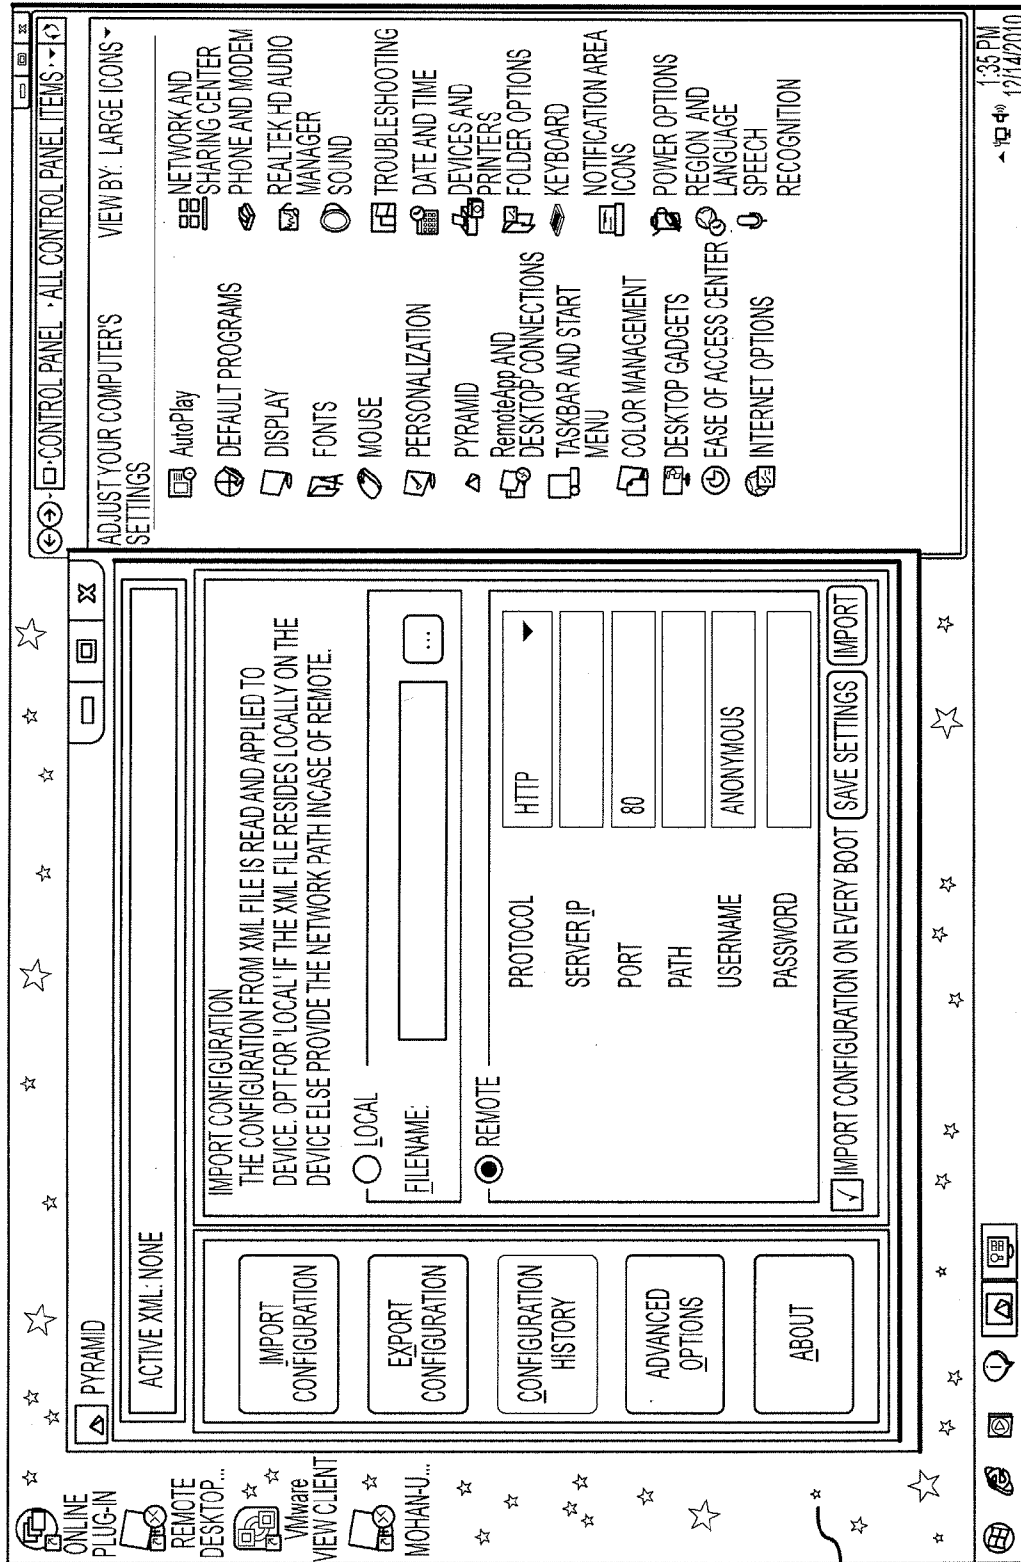 ONLINE
PLUG-IN
REMOTE
DESKTOP...
VMware
VIEW CLIENT
MOHAN-U...
PYRAMID
ACTIVE XML: NONE
IMPORT
CONFIGURATION
EXPORT
CONFIGURATION
CONFIGURATION
HISTORY
ADVANCED
OPTIONS
ABOUT
IMPORT CONFIGURATION
THE CONFIGURATION FROM XML FILE IS READ AND APPLIED TO
DEVICE. OPT FOR 'LOCAL' IF THE XML FILE RESIDES LOCALLY ON THE
DEVICE ELSE PROVIDE THE NETWORK PATH INCASE OF REMOTE.
LOCAL
FILENAME:
...
REMOTE
PROTOCOL HTTP
SERVER IP
PORT 80
PATH
USERNAME ANONYMOUS
PASSWORD
IMPORT CONFIGURATION ON EVERY BOOT SAVE SETTINGS IMPORT
CONTROL PANEL ALL CONTROL PANEL ITEMS
ADJUST YOUR COMPUTER'S
SETTINGS
VIEW BY: LARGE ICONS
AutoPlay
DEFAULT PROGRAMS
DISPLAY
FONTS
MOUSE
PERSONALIZATION
PYRAMID
RemoteApp AND
DESKTOP CONNECTIONS
TASKBAR AND START
MENU
COLOR MANAGEMENT
DESKTOP GADGETS
EASE OF ACCESS CENTER
INTERNET OPTIONS
NETWORK AND
SHARING CENTER
PHONE AND MODEM
REALTEK HD AUDIO
MANAGER
SOUND
TROUBLESHOOTING
DATE AND TIME
DEVICES AND
PRINTERS
FOLDER OPTIONS
KEYBOARD
NOTIFICATION AREA
ICONS
POWER OPTIONS
REGION AND
LANGUAGE
SPEECH
RECOGNITION
1:35 PM
12/14/2010